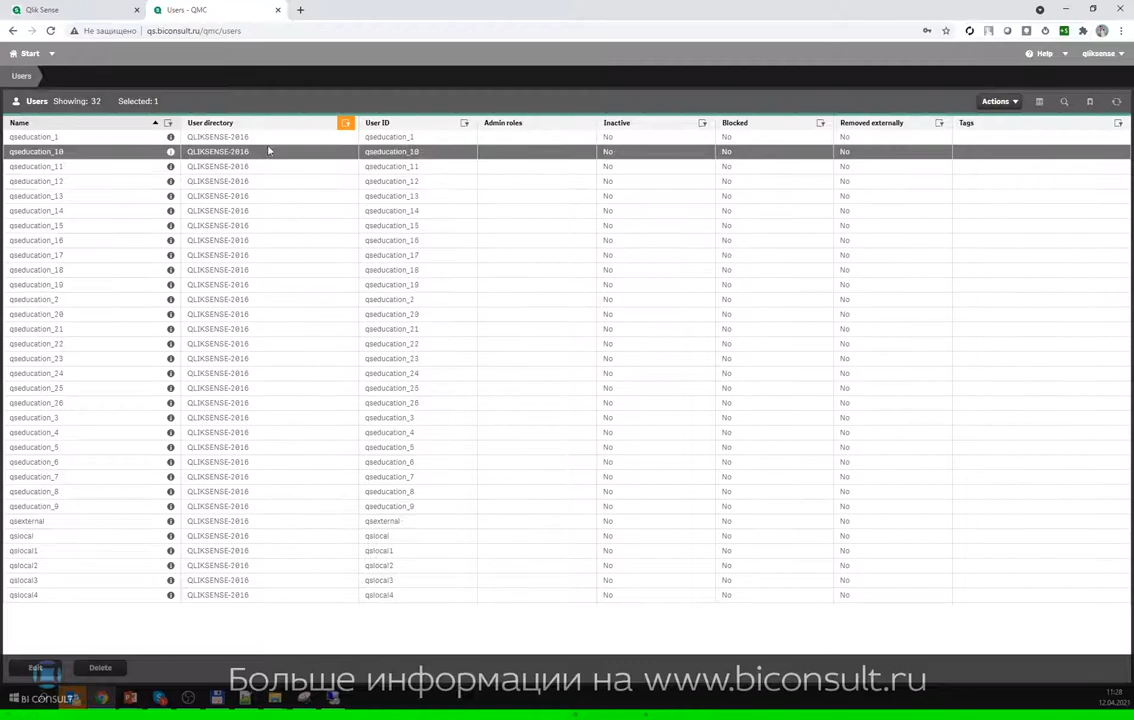 Qlik Sense
Users - QMC
Не защищено
qs.biconsult.ru/qmc/users
Start
Help
qliksense
Users
Users Showing: 32 Selected: 1
Actions
Name User directory User ID Admin roles Inactive Blocked Removed externally Tags
qseducation_1 QLIKSENSE-2016 qseducation_1 No No No
qseducation_10 QLIKSENSE-2016 qseducation_10 No No No
qseducation_11 QLIKSENSE-2016 qseducation_11 No No No
qseducation_12 QLIKSENSE-2016 qseducation_12 No No No
qseducation_13 QLIKSENSE-2016 qseducation_13 No No No
qseducation_14 QLIKSENSE-2016 qseducation_14 No No No
qseducation_15 QLIKSENSE-2016 qseducation_15 No No No
qseducation_16 QLIKSENSE-2016 qseducation_16 No No No
qseducation_17 QLIKSENSE-2016 qseducation_17 No No No
qseducation_18 QLIKSENSE-2016 qseducation_18 No No No
qseducation_19 QLIKSENSE-2016 qseducation_19 No No No
qseducation_2 QLIKSENSE-2016 qseducation_2 No No No
qseducation_20 QLIKSENSE-2016 qseducation_20 No No No
qseducation_21 QLIKSENSE-2016 qseducation_21 No No No
qseducation_22 QLIKSENSE-2016 qseducation_22 No No No
qseducation_23 QLIKSENSE-2016 qseducation_23 No No No
qseducation_24 QLIKSENSE-2016 qseducation_24 No No No
qseducation_25 QLIKSENSE-2016 qseducation_25 No No No
qseducation_26 QLIKSENSE-2016 qseducation_26 No No No
qseducation_3 QLIKSENSE-2016 qseducation_3 No No No
qseducation_4 QLIKSENSE-2016 qseducation_4 No No No
qseducation_5 QLIKSENSE-2016 qseducation_5 No No No
qseducation_6 QLIKSENSE-2016 qseducation_6 No No No
qseducation_7 QLIKSENSE-2016 qseducation_7 No No No
qseducation_8 QLIKSENSE-2016 qseducation_8 No No No
qseducation_9 QLIKSENSE-2016 qseducation_9 No No No
qsexternal QLIKSENSE-2016 qsexternal No No No
qslocal QLIKSENSE-2016 qslocal No No No
qslocal1 QLIKSENSE-2016 qslocal1 No No No
qslocal2 QLIKSENSE-2016 qslocal2 No No No
qslocal3 QLIKSENSE-2016 qslocal3 No No No
qslocal4 QLIKSENSE-2016 qslocal4 No No No
Edit Delete
Больше информации на www.biconsult.ru
BI CONSULT
11:28
12.04.2021